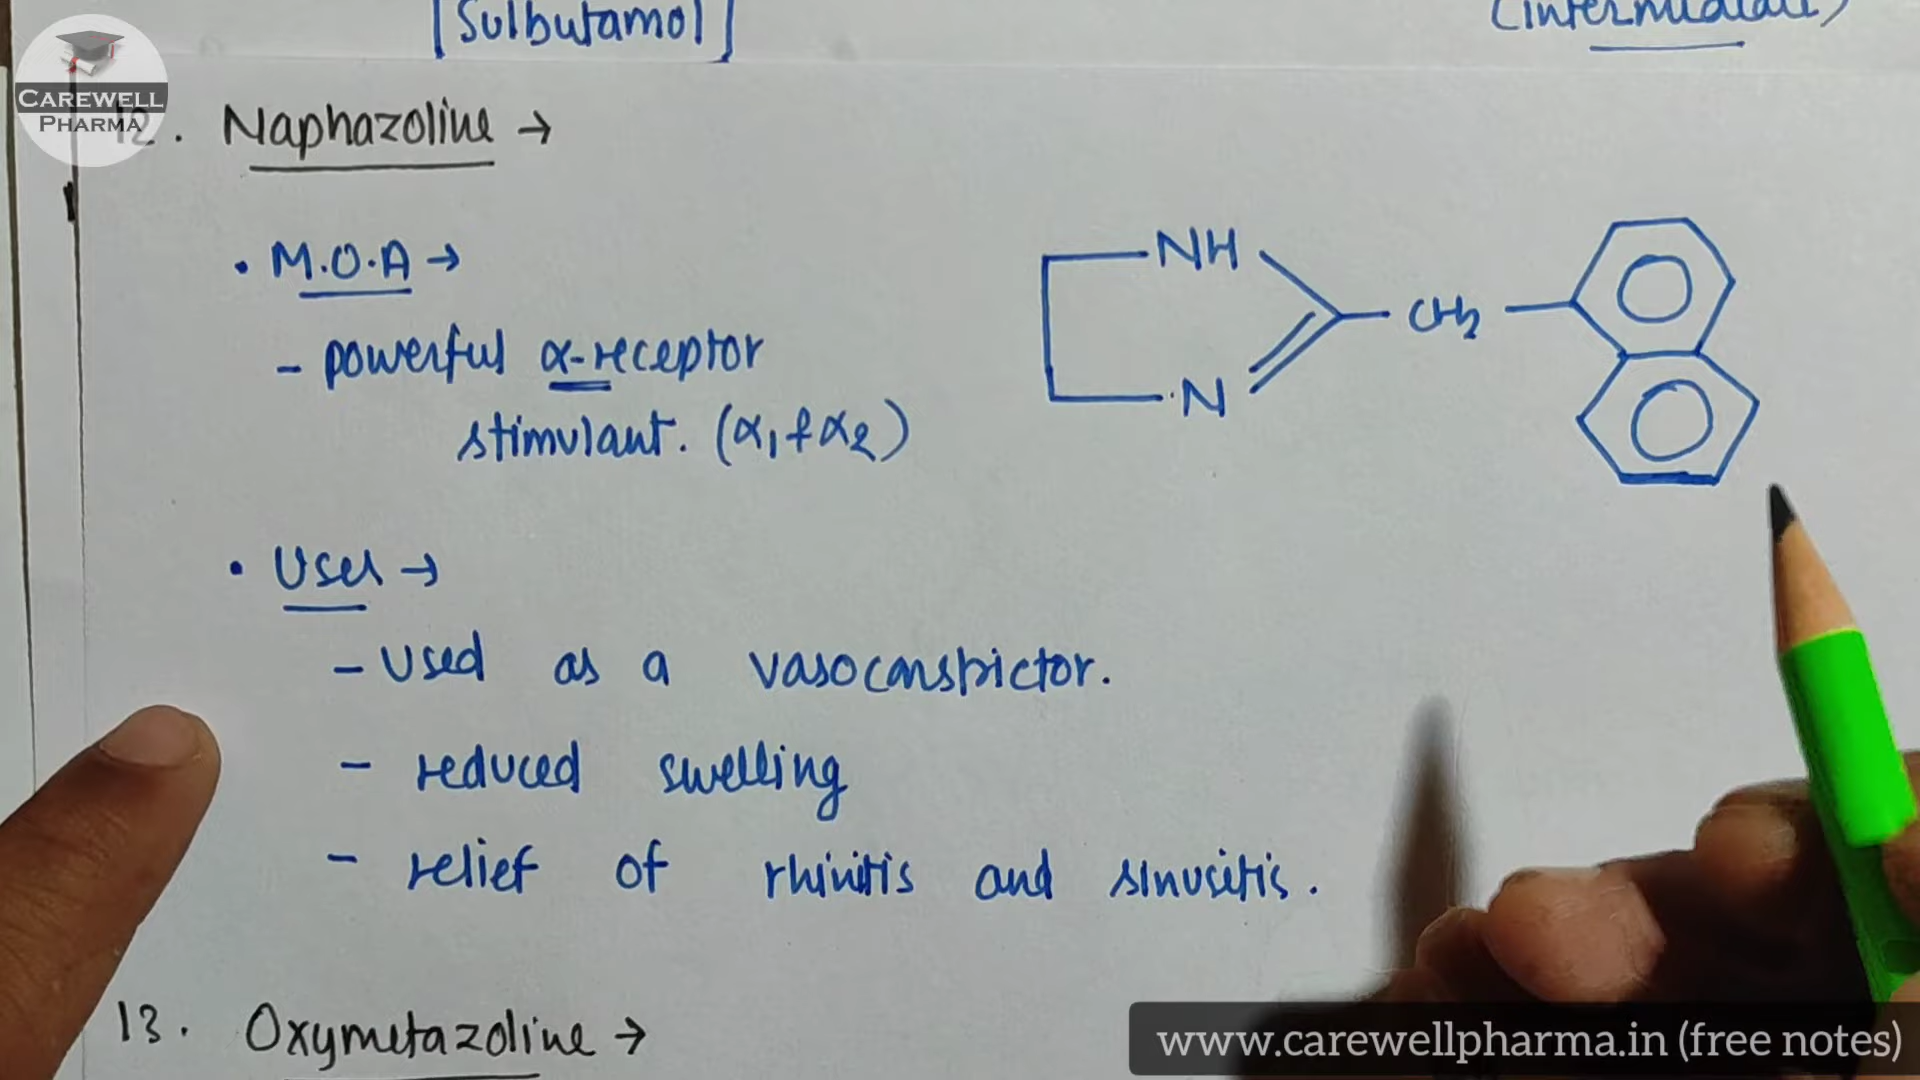 [Sulbutamol]
(intermediate)
CAREWELL
PHARMA
12. Naphazoline →
• M.O.A →
- powerful α-receptor
stimulant. (α1 & α2)
NH
N
CH2
• Uses →
- Used as a vasoconstrictor.
- reduced swelling
- relief of rhinitis and sinusitis.
13. Oxymetazoline →
www.carewellpharma.in (free notes)